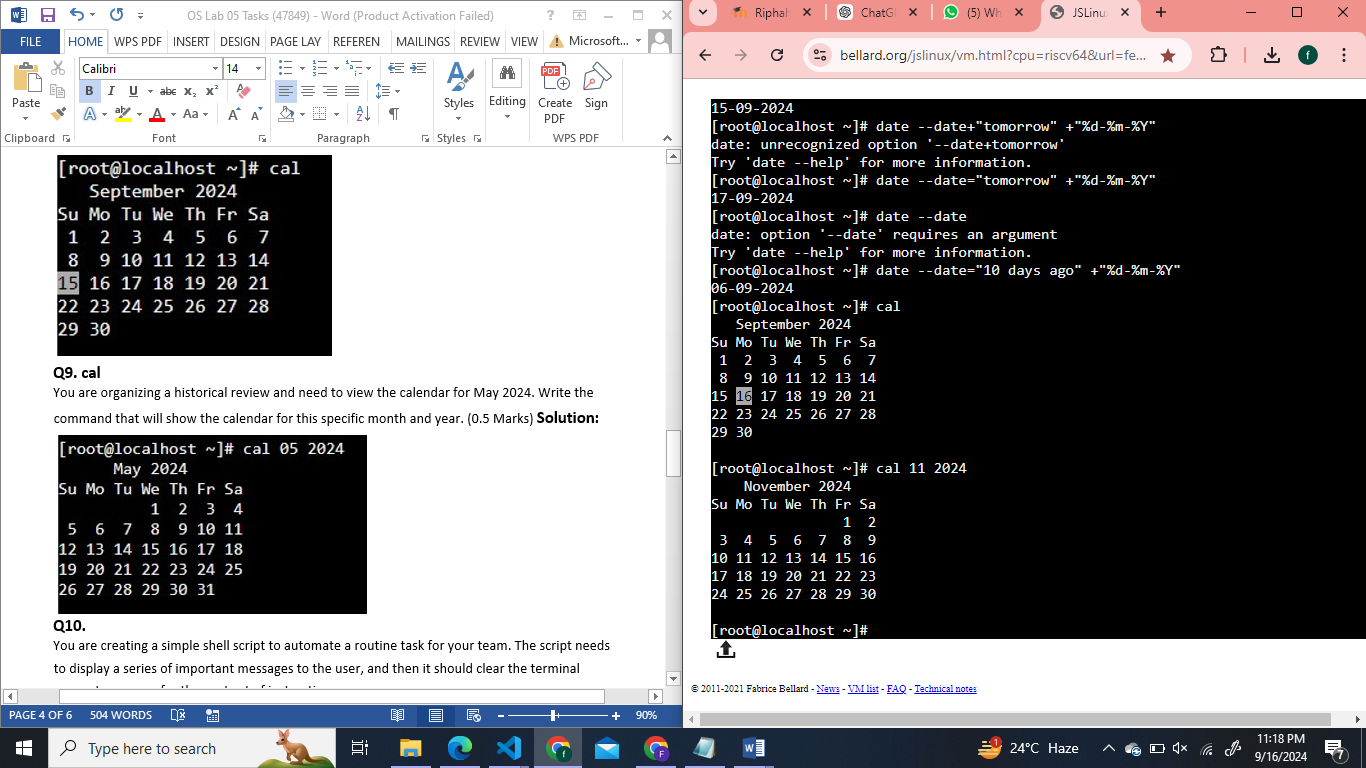 OS Lab 05 Tasks (47849) - Word (Product Activation Failed)
FILE HOME WPS PDF INSERT DESIGN PAGE LAY REFEREN MAILINGS REVIEW VIEW Microsoft...
Paste
Calibri 14
Styles
Editing
Create PDF
Sign
Clipboard Font Paragraph Styles WPS PDF
[root@localhost ~]# cal
September 2024
Su Mo Tu We Th Fr Sa
1 2 3 4 5 6 7
8 9 10 11 12 13 14
15 16 17 18 19 20 21
22 23 24 25 26 27 28
29 30
Q9. cal
You are organizing a historical review and need to view the calendar for May 2024. Write the
command that will show the calendar for this specific month and year. (0.5 Marks) Solution:
[root@localhost ~]# cal 05 2024
May 2024
Su Mo Tu We Th Fr Sa
1 2 3 4
5 6 7 8 9 10 11
12 13 14 15 16 17 18
19 20 21 22 23 24 25
26 27 28 29 30 31
Q10.
You are creating a simple shell script to automate a routine task for your team. The script needs
to display a series of important messages to the user, and then it should clear the terminal
PAGE 4 OF 6 504 WORDS 90%
Riphah ChatG (5) Wh JSLinu
bellard.org/jslinux/vm.html?cpu=riscv64&url=fe...
15-09-2024
[root@localhost ~]# date --date+"tomorrow" +"%d-%m-%Y"
date: unrecognized option '--date+tomorrow'
Try 'date --help' for more information.
[root@localhost ~]# date --date="tomorrow" +"%d-%m-%Y"
17-09-2024
[root@localhost ~]# date --date
date: option '--date' requires an argument
Try 'date --help' for more information.
[root@localhost ~]# date --date="10 days ago" +"%d-%m-%Y"
06-09-2024
[root@localhost ~]# cal
September 2024
Su Mo Tu We Th Fr Sa
1 2 3 4 5 6 7
8 9 10 11 12 13 14
15 16 17 18 19 20 21
22 23 24 25 26 27 28
29 30
[root@localhost ~]# cal 11 2024
November 2024
Su Mo Tu We Th Fr Sa
1 2
3 4 5 6 7 8 9
10 11 12 13 14 15 16
17 18 19 20 21 22 23
24 25 26 27 28 29 30
[root@localhost ~]#
© 2011-2021 Fabrice Bellard - News - VM list - FAQ - Technical notes
Type here to search
24°C Haze
11:18 PM
9/16/2024
7